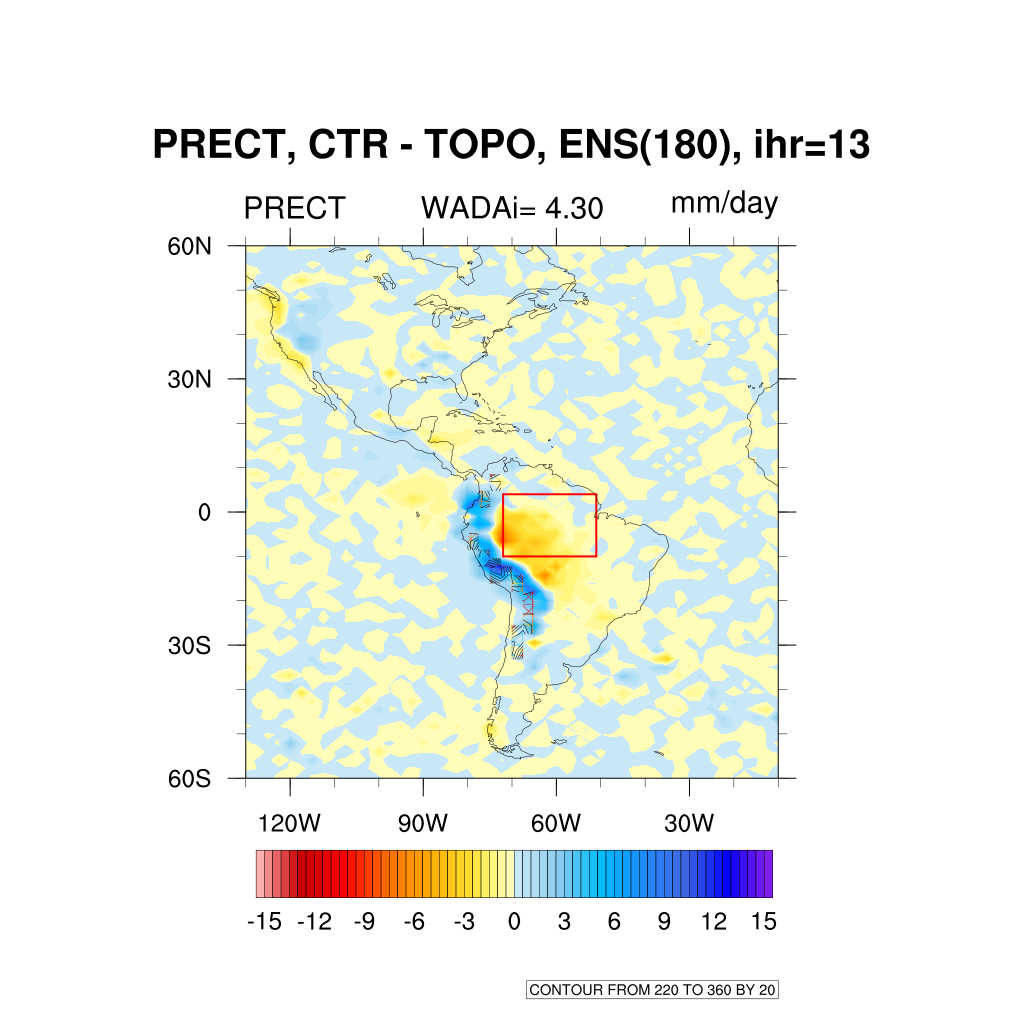 PRECT, CTR - TOPO, ENS(180), ihr=13
PRECT WADAi= 4.30 mm/day
60N
30N
0
30S
60S
120W 90W 60W 30W
-15 -12 -9 -6 -3 0 3 6 9 12 15
CONTOUR FROM 220 TO 360 BY 20